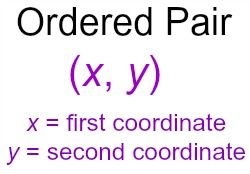 Ordered Pair
(x, y)
x = first coordinate
y = second coordinate